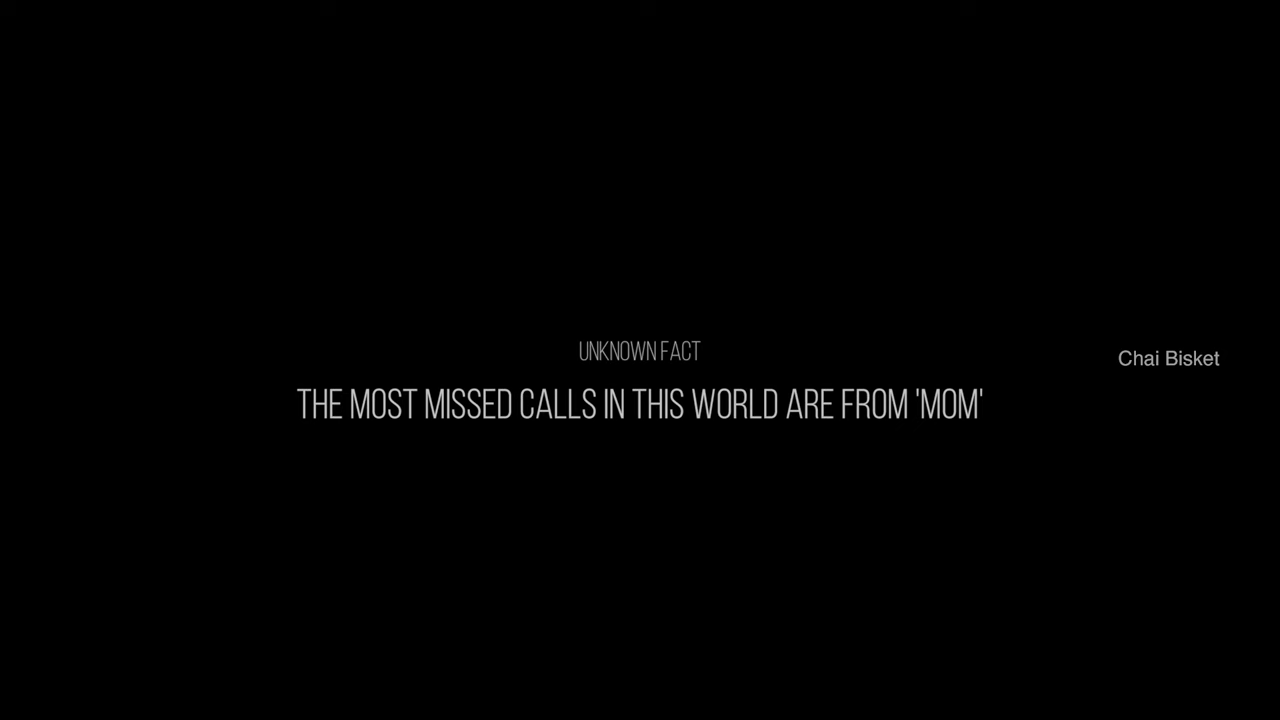 UNKNOWN FACT
THE MOST MISSED CALLS IN THIS WORLD ARE FROM 'MOM'
Chai Bisket